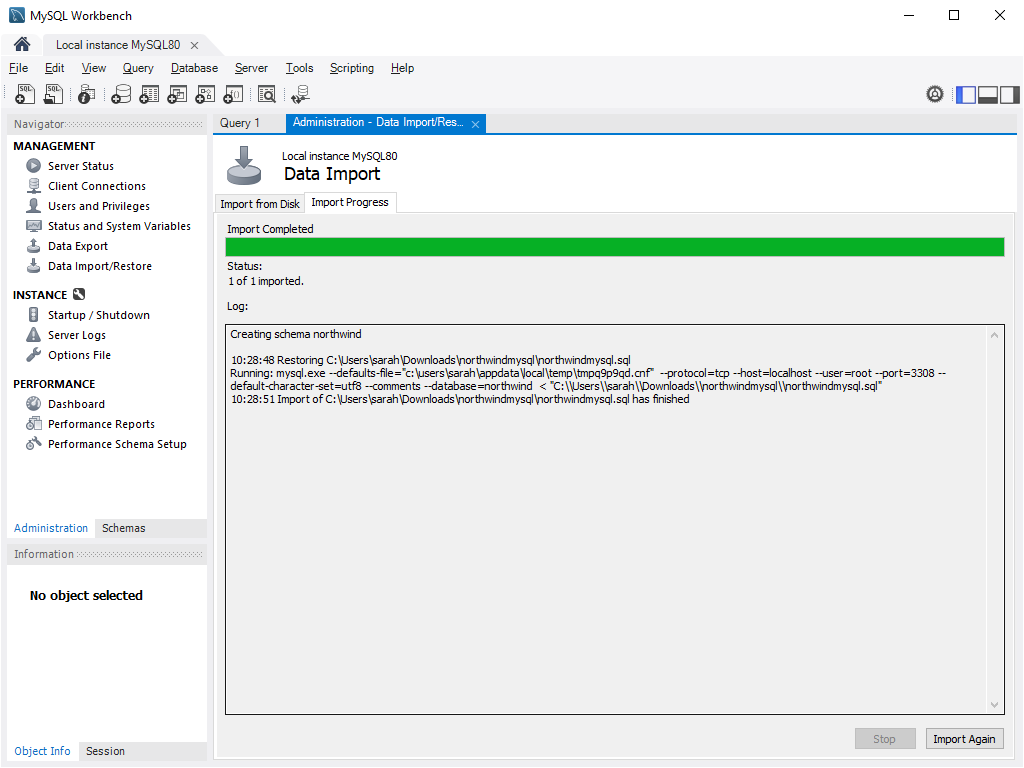 MySQL Workbench
Local instance MySQL80
File Edit View Query Database Server Tools Scripting Help
Navigator
MANAGEMENT
Server Status
Client Connections
Users and Privileges
Status and System Variables
Data Export
Data Import/Restore
INSTANCE
Startup / Shutdown
Server Logs
Options File
PERFORMANCE
Dashboard
Performance Reports
Performance Schema Setup
Administration Schemas
Information
No object selected
Object Info Session
Query 1 Administration - Data Import/Res...
Local instance MySQL80
Data Import
Import from Disk Import Progress
Import Completed
Status:
1 of 1 imported.
Log:
Creating schema northwind
10:28:48 Restoring C:\Users\sarah\Downloads\northwindmysql\northwindmysql.sql
Running: mysql.exe --defaults-file="c:\users\sarah\appdata\local\temp\tmpq9p9qd.cnf" --protocol=tcp --host=localhost --user=root --port=3308 --
default-character-set=utf8 --comments --database=northwind < "C:\\Users\\sarah\\Downloads\\northwindmysql\\northwindmysql.sql"
10:28:51 Import of C:\Users\sarah\Downloads\northwindmysql\northwindmysql.sql has finished
Stop Import Again